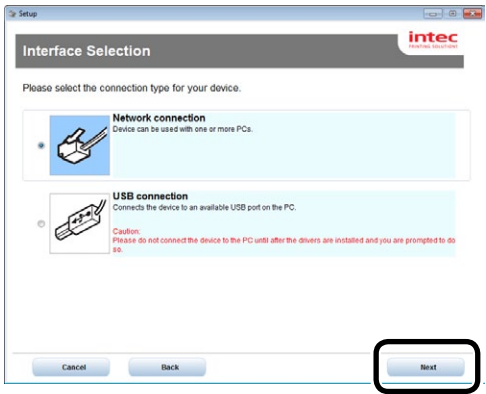 Setup
Interface Selection
intec
PRINTING SOLUTIONS
Please select the connection type for your device.
Network connection
Device can be used with one or more PCs.
USB connection
Connects the device to an available USB port on the PC.
Caution:
Please do not connect the device to the PC until after the drivers are installed and you are prompted to do
so.
Cancel
Back
Next